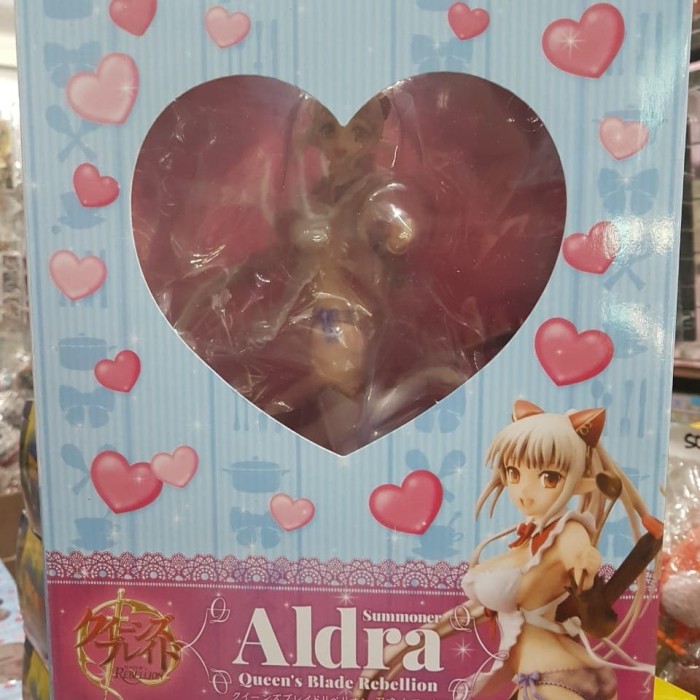 クイーンズ
ブレイド
REBELLION
Summoner
Aldra
Queen's Blade Rebellion